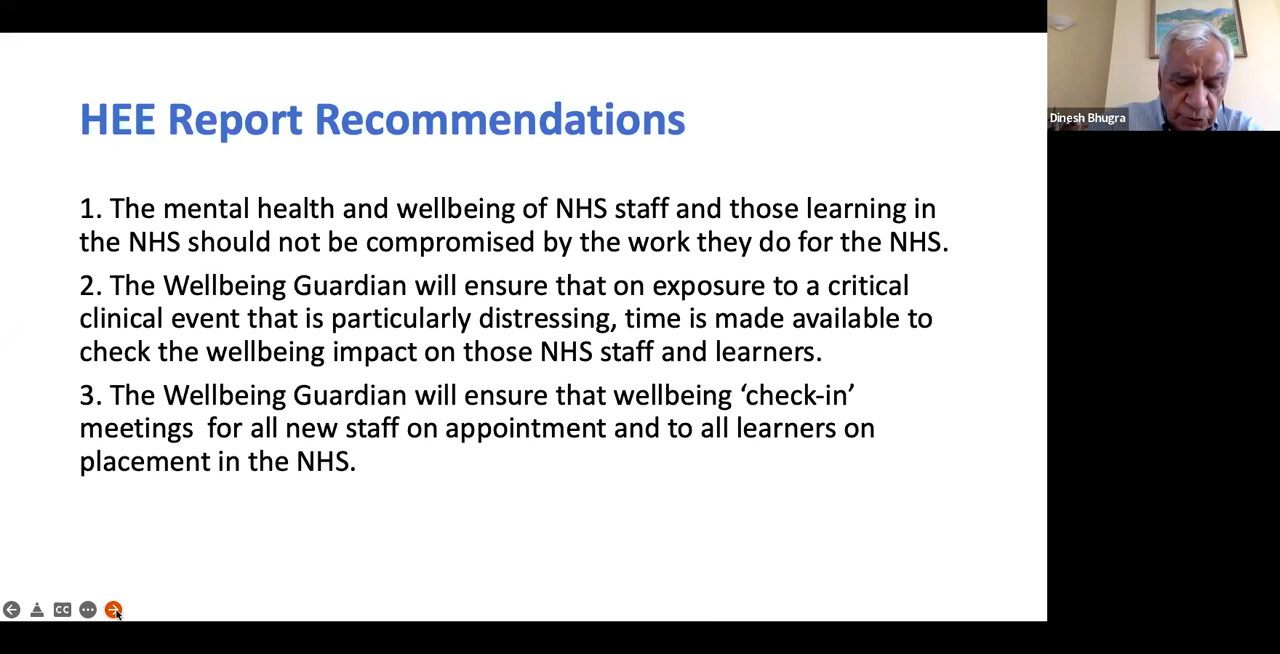 HEE Report Recommendations
1. The mental health and wellbeing of NHS staff and those learning in
the NHS should not be compromised by the work they do for the NHS.
2. The Wellbeing Guardian will ensure that on exposure to a critical
clinical event that is particularly distressing, time is made available to
check the wellbeing impact on those NHS staff and learners.
3. The Wellbeing Guardian will ensure that wellbeing ‘check-in’
meetings  for all new staff on appointment and to all learners on
placement in the NHS.
CC
Dinesh Bhugra